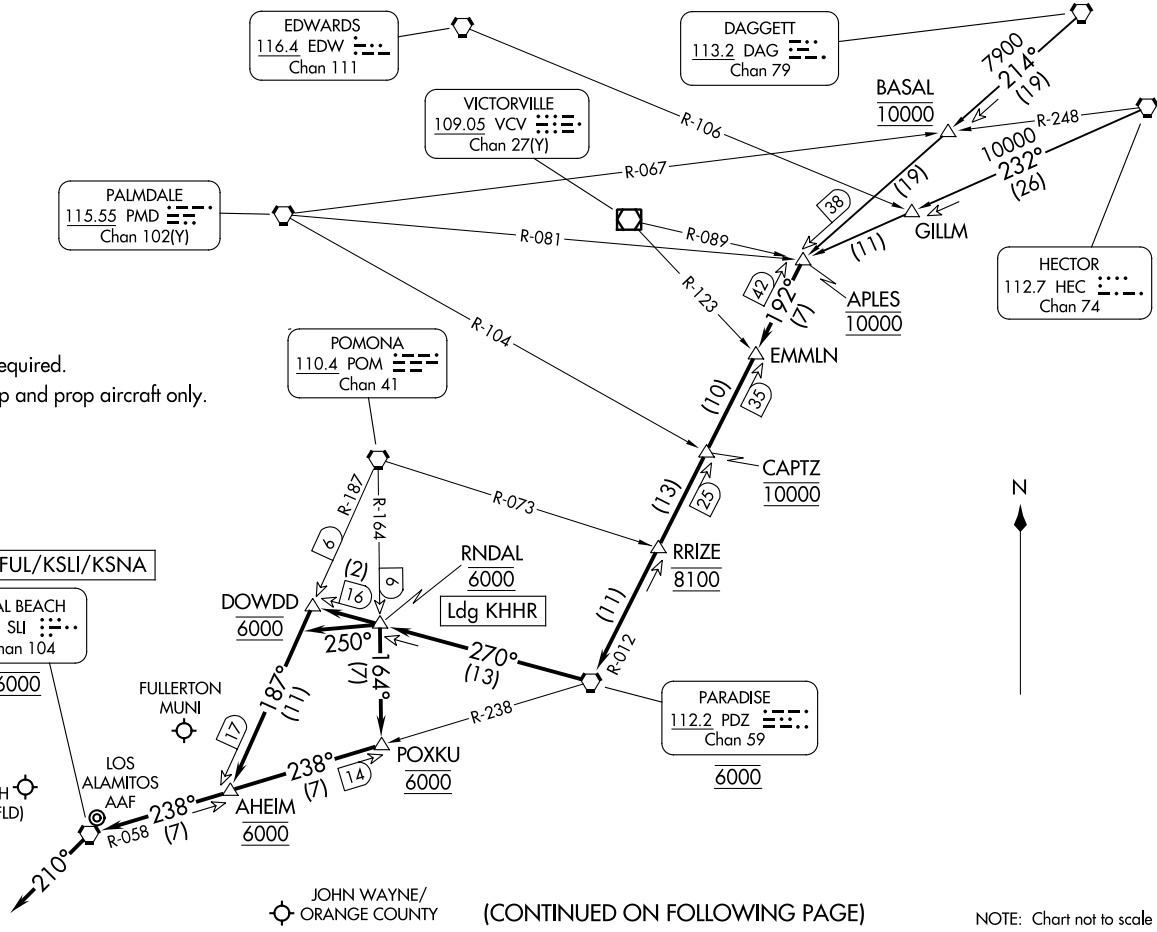 EDWARDS
116.4 EDW
Chan 111
DAGGETT
113.2 DAG
Chan 79
7900
214°
(19)
BASAL
10000
VICTORVILLE
109.05 VCV
Chan 27(Y)
R-106
R-248
10000
232°
(26)
R-067
(19)
PALMDALE
115.55 PMD
Chan 102(Y)
38
GILLM
R-081
R-089
(11)
HECTOR
112.7 HEC
Chan 74
42
APLES
10000
R-123
192°
(7)
R-104
EMMLN
POMONA
110.4 POM
Chan 41
equired.
p and prop aircraft only.
(10)
35
CAPTZ
10000
N
R-187
R-164
R-073
(13)
25
FUL/KSLI/KSNA
RNDAL
6000
RRIZE
8100
6
(2)
16
9
Ldg KHHR
AL BEACH
SLI
han 104
6000
DOWDD
6000
250°
(11)
270°
(13)
R-012
164°
(7)
187°
(11)
FULLERTON
MUNI
PARADISE
112.2 PDZ
Chan 59
6000
R-238
17
POXKU
6000
238°
(7)
14
LOS
ALAMITOS
AAF
H
FLD)
AHEIM
6000
238°
(7)
R-058
210°
JOHN WAYNE/
ORANGE COUNTY
(CONTINUED ON FOLLOWING PAGE)
NOTE: Chart not to scale